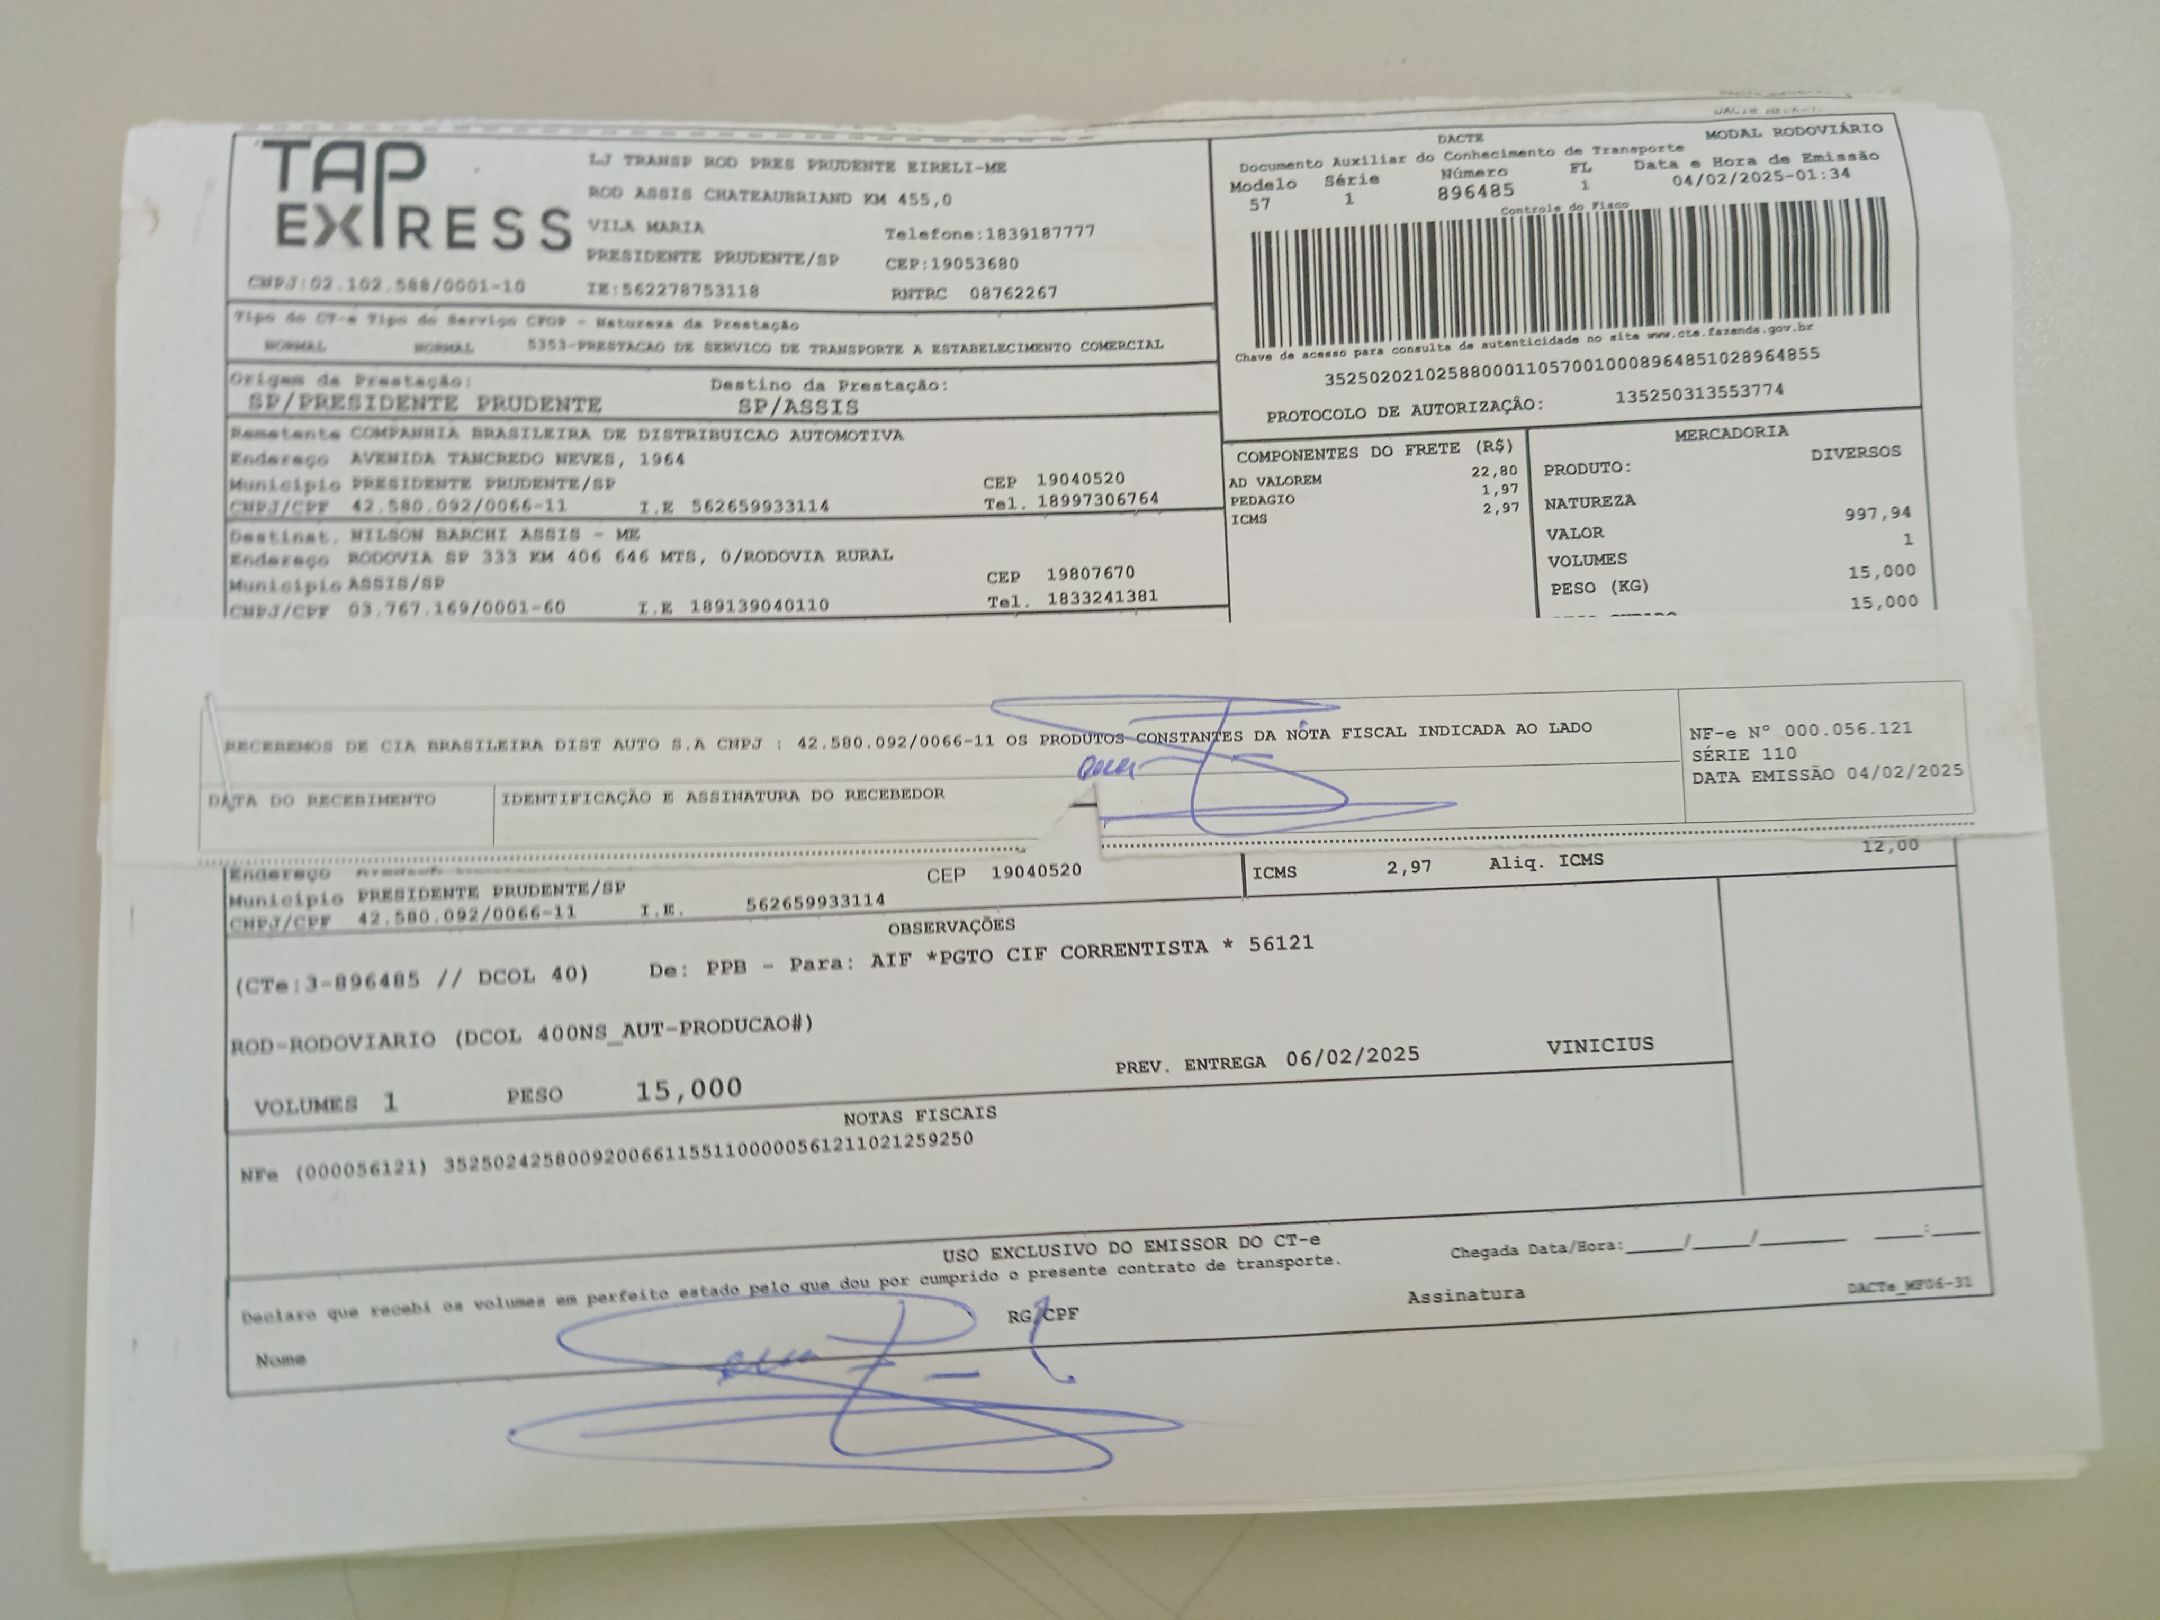 TAP
EXPRESS
CNPJ:02.102.588/0001-10
LJ TRANSP ROD PRES PRUDENTE EIRELI-ME
ROD ASSIS CHATEAUBRIAND KM 455,0
VILA MARIA Telefone:1839187777
PRESIDENTE PRUDENTE/SP CEP:19053680
IE:562278753118 RNTRC 08762267
DACTE MODAL RODOVIÁRIO
Documento Auxiliar do Conhecimento de Transporte
Modelo Série Número FL Data e Hora de Emissão
57 1 896485 1 04/02/2025-01:34
Controle do Fisco
Chave de acesso para consulta de autenticidade no site www.cte.fazenda.gov.br
35250202102588000110570010008964851028964855
PROTOCOLO DE AUTORIZAÇÃO: 135250313553774
Tipo do CT-e Tipo do Serviço CFOP - Natureza da Prestação
NORMAL NORMAL 5353-PRESTACAO DE SERVICO DE TRANSPORTE A ESTABELECIMENTO COMERCIAL
Origem da Prestação: Destino da Prestação:
SP/PRESIDENTE PRUDENTE SP/ASSIS
Remetente COMPANHIA BRASILEIRA DE DISTRIBUICAO AUTOMOTIVA
Endereço AVENIDA TANCREDO NEVES, 1964
Municipio PRESIDENTE PRUDENTE/SP CEP 19040520
CNPJ/CPF 42.580.092/0066-11 I.E 562659933114 Tel. 18997306764
Destinat. NILSON BARCHI ASSIS - ME
Endereço RODOVIA SP 333 KM 406 646 MTS, 0/RODOVIA RURAL
Municipio ASSIS/SP CEP 19807670
CNPJ/CPF 03.767.169/0001-60 I.E 189139040110 Tel. 1833241381
COMPONENTES DO FRETE (R$)
AD VALOREM 22,80
PEDAGIO 1,97
ICMS 2,97
MERCADORIA
PRODUTO: DIVERSOS
NATUREZA
VALOR 997,94
VOLUMES 1
PESO (KG) 15,000
15,000
RECEBEMOS DE CIA BRASILEIRA DIST AUTO S.A CNPJ : 42.580.092/0066-11 OS PRODUTOS CONSTANTES DA NOTA FISCAL INDICADA AO LADO
NF-e Nº 000.056.121
SÉRIE 110
DATA EMISSÃO 04/02/2025
DATA DO RECEBIMENTO IDENTIFICAÇÃO E ASSINATURA DO RECEBEDOR
Endereço CEP 19040520
Municipio PRESIDENTE PRUDENTE/SP
CNPJ/CPF 42.580.092/0066-11 I.E. 562659933114
ICMS 2,97 Aliq. ICMS 12,00
OBSERVAÇÕES
(CTe:3-896485 // DCOL 40) De: PPB - Para: AIF *PGTO CIF CORRENTISTA * 56121
ROD-RODOVIARIO (DCOL 400NS_AUT-PRODUCAO#)
PREV. ENTREGA 06/02/2025 VINICIUS
VOLUMES 1 PESO 15,000
NOTAS FISCAIS
NFe (000056121) 35250242580092006611551100000561211021259250
USO EXCLUSIVO DO EMISSOR DO CT-e
Declaro que recebi os volumes em perfeito estado pelo que dou por cumprido o presente contrato de transporte.
Chegada Data/Hora:____/____/______ ___:___
Nome RG/CPF Assinatura
DACTe_MF06-31